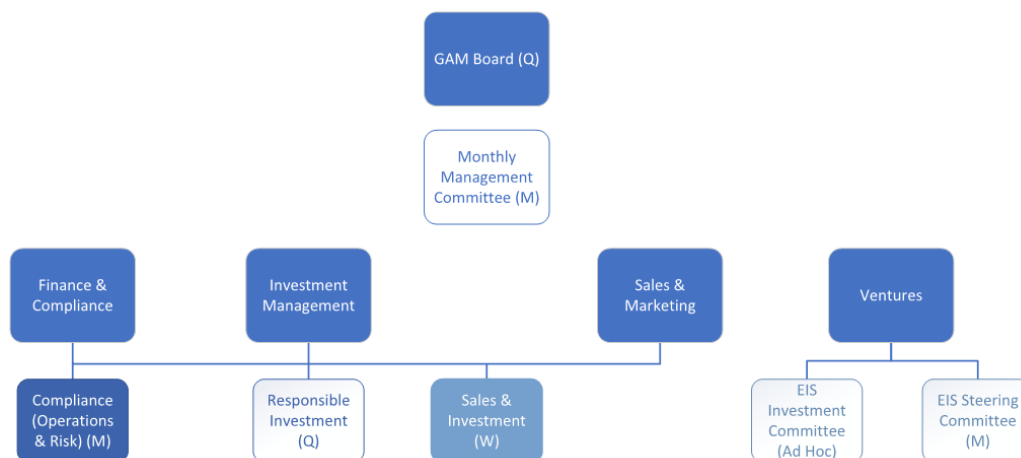 GAM Board (Q)
Monthly
Management
Committee (M)
Finance &
Compliance
Investment
Management
Sales &
Marketing
Ventures
Compliance
(Operations
& Risk) (M)
Responsible
Investment
(Q)
Sales &
Investment
(W)
EIS
Investment
Committee
(Ad Hoc)
EIS Steering
Committee
(M)